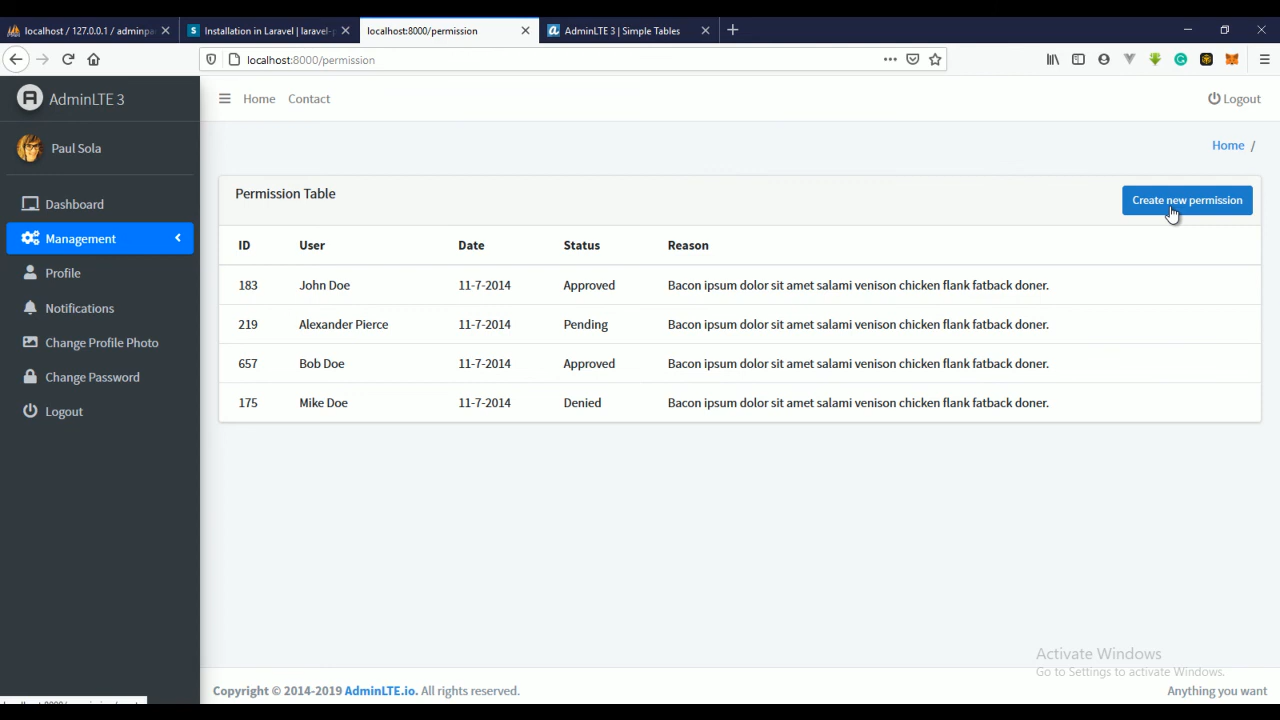 localhost / 127.0.0.1 / adminpa
Installation in Laravel | laravel-p
localhost:8000/permission
AdminLTE 3 | Simple Tables
localhost:8000/permission
AdminLTE 3
Home Contact
Logout
Paul Sola
Home /
Dashboard
Management
Profile
Notifications
Change Profile Photo
Change Password
Logout
Permission Table
Create new permission
ID User Date Status Reason
183 John Doe 11-7-2014 Approved Bacon ipsum dolor sit amet salami venison chicken flank fatback doner.
219 Alexander Pierce 11-7-2014 Pending Bacon ipsum dolor sit amet salami venison chicken flank fatback doner.
657 Bob Doe 11-7-2014 Approved Bacon ipsum dolor sit amet salami venison chicken flank fatback doner.
175 Mike Doe 11-7-2014 Denied Bacon ipsum dolor sit amet salami venison chicken flank fatback doner.
Activate Windows
Go to Settings to activate Windows.
Copyright © 2014-2019 AdminLTE.io. All rights reserved.
Anything you want